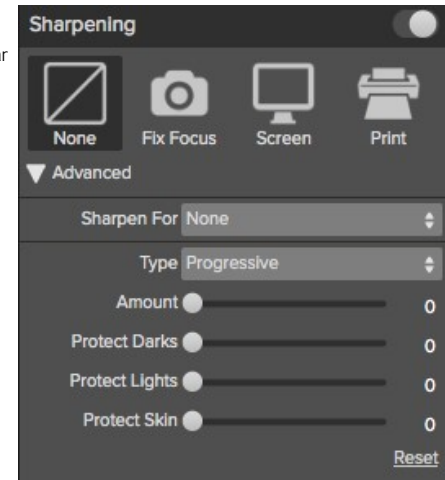 Sharpening
None Fix Focus Screen Print
Advanced
Sharpen For None
Type Progressive
Amount 0
Protect Darks 0
Protect Lights 0
Protect Skin 0
Reset